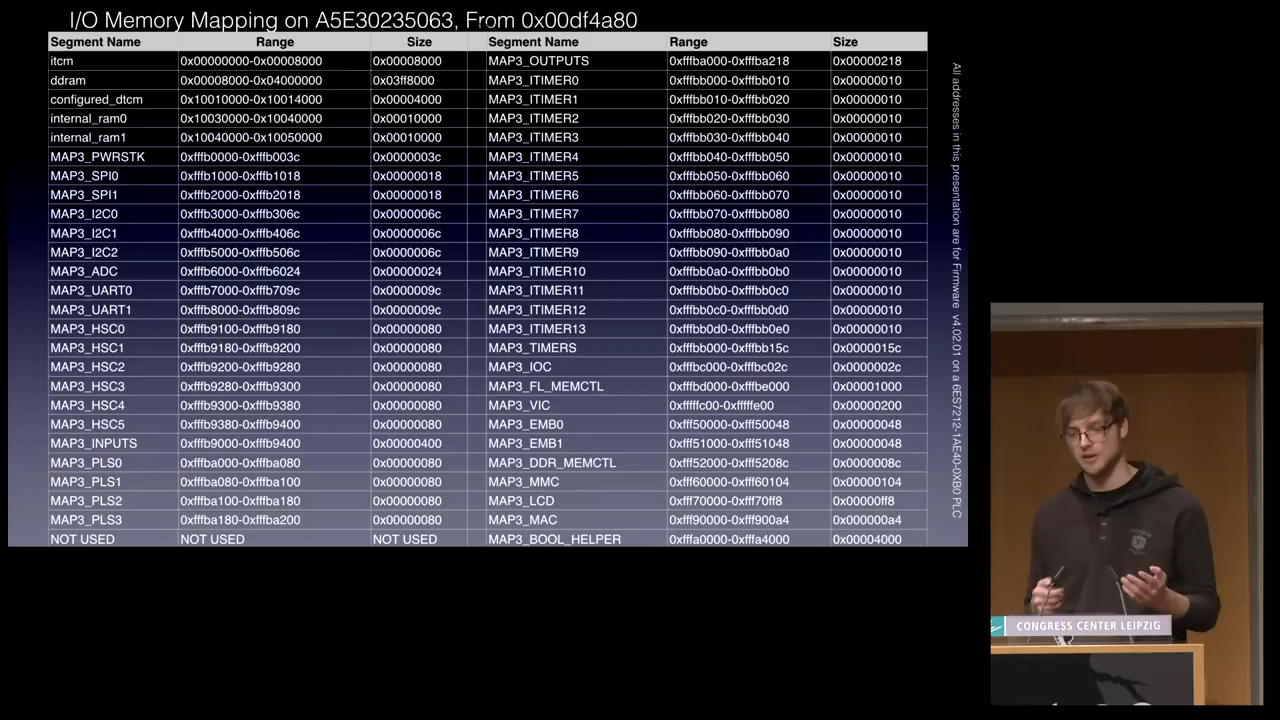 I/O Memory Mapping on A5E30235063, From 0x00df4a80
Segment Name Range Size Segment Name Range Size
itcm 0x00000000-0x00008000 0x00008000 MAP3_OUTPUTS 0xfffba000-0xfffba218 0x00000218
ddram 0x00008000-0x04000000 0x03ff8000 MAP3_ITIMER0 0xfffbb000-0xfffbb010 0x00000010
configured_dtcm 0x10010000-0x10014000 0x00004000 MAP3_ITIMER1 0xfffbb010-0xfffbb020 0x00000010
internal_ram0 0x10030000-0x10040000 0x00010000 MAP3_ITIMER2 0xfffbb020-0xfffbb030 0x00000010
internal_ram1 0x10040000-0x10050000 0x00010000 MAP3_ITIMER3 0xfffbb030-0xfffbb040 0x00000010
MAP3_PWRSTK 0xfffb0000-0xfffb003c 0x0000003c MAP3_ITIMER4 0xfffbb040-0xfffbb050 0x00000010
MAP3_SPI0 0xfffb1000-0xfffb1018 0x00000018 MAP3_ITIMER5 0xfffbb050-0xfffbb060 0x00000010
MAP3_SPI1 0xfffb2000-0xfffb2018 0x00000018 MAP3_ITIMER6 0xfffbb060-0xfffbb070 0x00000010
MAP3_I2C0 0xfffb3000-0xfffb306c 0x0000006c MAP3_ITIMER7 0xfffbb070-0xfffbb080 0x00000010
MAP3_I2C1 0xfffb4000-0xfffb406c 0x0000006c MAP3_ITIMER8 0xfffbb080-0xfffbb090 0x00000010
MAP3_I2C2 0xfffb5000-0xfffb506c 0x0000006c MAP3_ITIMER9 0xfffbb090-0xfffbb0a0 0x00000010
MAP3_ADC 0xfffb6000-0xfffb6024 0x00000024 MAP3_ITIMER10 0xfffbb0a0-0xfffbb0b0 0x00000010
MAP3_UART0 0xfffb7000-0xfffb709c 0x0000009c MAP3_ITIMER11 0xfffbb0b0-0xfffbb0c0 0x00000010
MAP3_UART1 0xfffb8000-0xfffb809c 0x0000009c MAP3_ITIMER12 0xfffbb0c0-0xfffbb0d0 0x00000010
MAP3_HSC0 0xfffb9100-0xfffb9180 0x00000080 MAP3_ITIMER13 0xfffbb0d0-0xfffbb0e0 0x00000010
MAP3_HSC1 0xfffb9180-0xfffb9200 0x00000080 MAP3_TIMERS 0xfffbb000-0xfffbb15c 0x0000015c
MAP3_HSC2 0xfffb9200-0xfffb9280 0x00000080 MAP3_IOC 0xfffbc000-0xfffbc02c 0x0000002c
MAP3_HSC3 0xfffb9280-0xfffb9300 0x00000080 MAP3_FL_MEMCTL 0xfffbd000-0xfffbe000 0x00001000
MAP3_HSC4 0xfffb9300-0xfffb9380 0x00000080 MAP3_VIC 0xfffffc00-0xfffffe00 0x00000200
MAP3_HSC5 0xfffb9380-0xfffb9400 0x00000080 MAP3_EMB0 0xfff50000-0xfff50048 0x00000048
MAP3_INPUTS 0xfffb9000-0xfffb9400 0x00000400 MAP3_EMB1 0xfff51000-0xfff51048 0x00000048
MAP3_PLS0 0xfffba000-0xfffba080 0x00000080 MAP3_DDR_MEMCTL 0xfff52000-0xfff5208c 0x0000008c
MAP3_PLS1 0xfffba080-0xfffba100 0x00000080 MAP3_MMC 0xfff60000-0xfff60104 0x00000104
MAP3_PLS2 0xfffba100-0xfffba180 0x00000080 MAP3_LCD 0xfff70000-0xfff70ff8 0x00000ff8
MAP3_PLS3 0xfffba180-0xfffba200 0x00000080 MAP3_MAC 0xfff90000-0xfff900a4 0x000000a4
NOT USED NOT USED NOT USED MAP3_BOOL_HELPER 0xfffa0000-0xfffa4000 0x00004000
All addresses in this presentation are for Firmware v4.02.01 on a 6ES7212-1AE40-0XB0 PLC
CONGRESS CENTER LEIPZIG